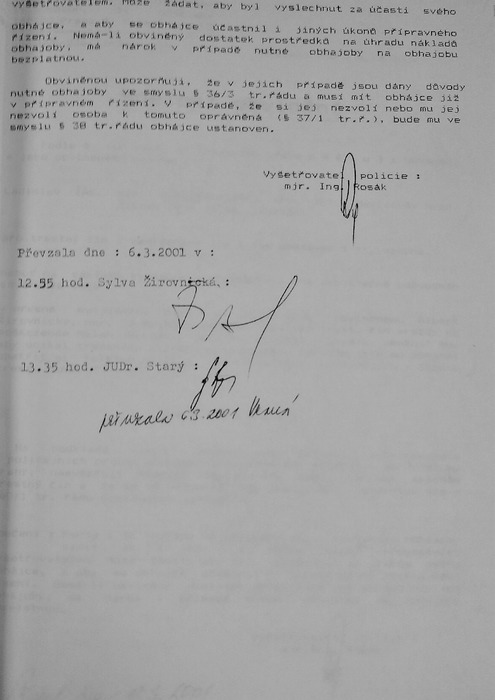 vyšetřovatelem. Může žádat, aby byl vyslechnut za účasti svého
obhájce, a aby se obhájce účastnil i jiných úkonů přípravného
řízení. Nemá-li obviněný dostatek prostředků na úhradu nákladů
obhajoby, má nárok v případě nutné obhajoby na obhajobu
bezplatnou.
Obviněnou upozorňuji, že v jejich případě jsou dány důvody
nutné obhajoby ve smyslu § 36/3 tr.řádu a musí mít obhájce již
v přípravném řízení. V případě, že si jej nezvolí nebo mu jej
nezvolí osoba k tomuto oprávněná (§ 37/1 tr.ř.), bude mu ve
smyslu § 38 tr.řádu obhájce ustanoven.
Vyšetřovatel policie :
mjr. Ing. Rosák
Převzala dne : 6.3.2001 v :
12.55 hod. Sylva Žirovnická :
13.35 hod. JUDr. Starý :
6.3.2001